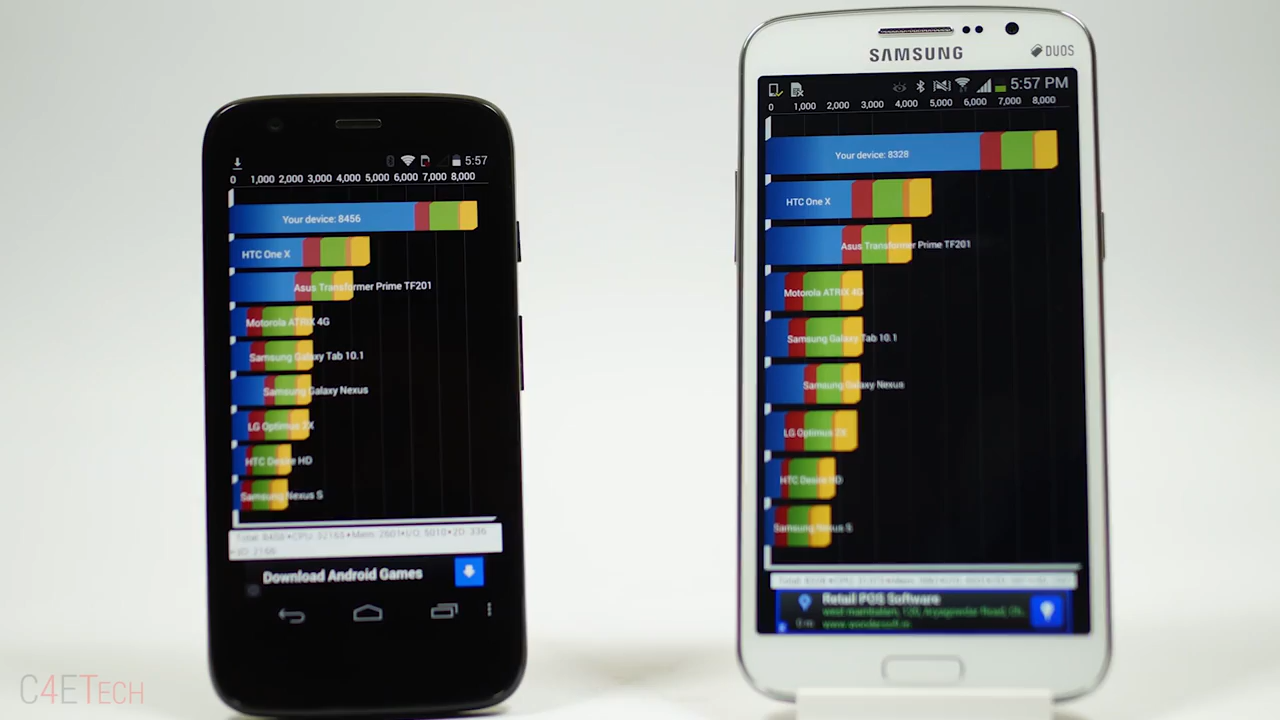 5:57
0 1,000 2,000 3,000 4,000 5,000 6,000 7,000 8,000
Your device: 8456
HTC One X
Asus Transformer Prime TF201
Motorola ATRIX 4G
Samsung Galaxy Tab 10.1
Samsung Galaxy Nexus
LG Optimus 2X
HTC Desire HD
Samsung Nexus S
Download Android Games
SAMSUNG
DUOS
5:57 PM
0 1,000 2,000 3,000 4,000 5,000 6,000 7,000 8,000
Your device: 8328
HTC One X
Asus Transformer Prime TF201
Motorola ATRIX 4G
Samsung Galaxy Tab 10.1
Samsung Galaxy Nexus
LG Optimus 2X
HTC Desire HD
Samsung Nexus S
Retail POS Software
0 m
C4ETECH